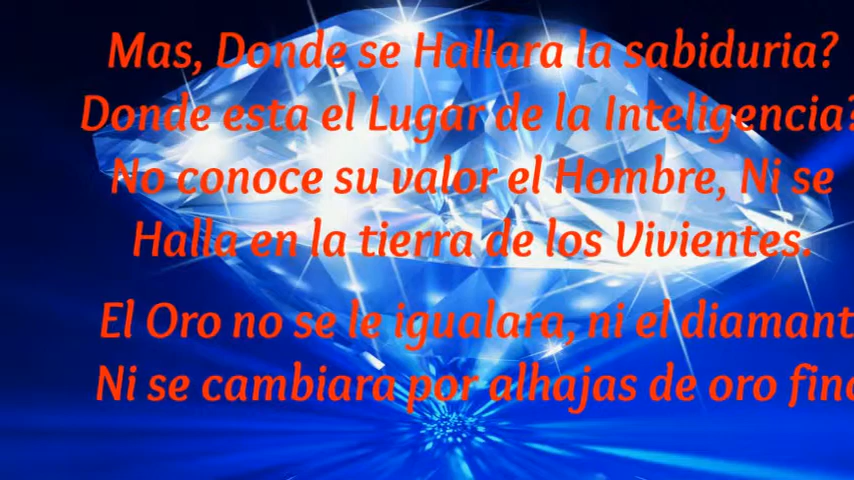 Mas, Donde se Hallara la sabiduria?
Donde esta el Lugar de la Inteligencia?
No conoce su valor el Hombre, Ni se
Halla en la tierra de los Vivientes.
El Oro no se le igualara, ni el diamant
Ni se cambiara por alhajas de oro fino